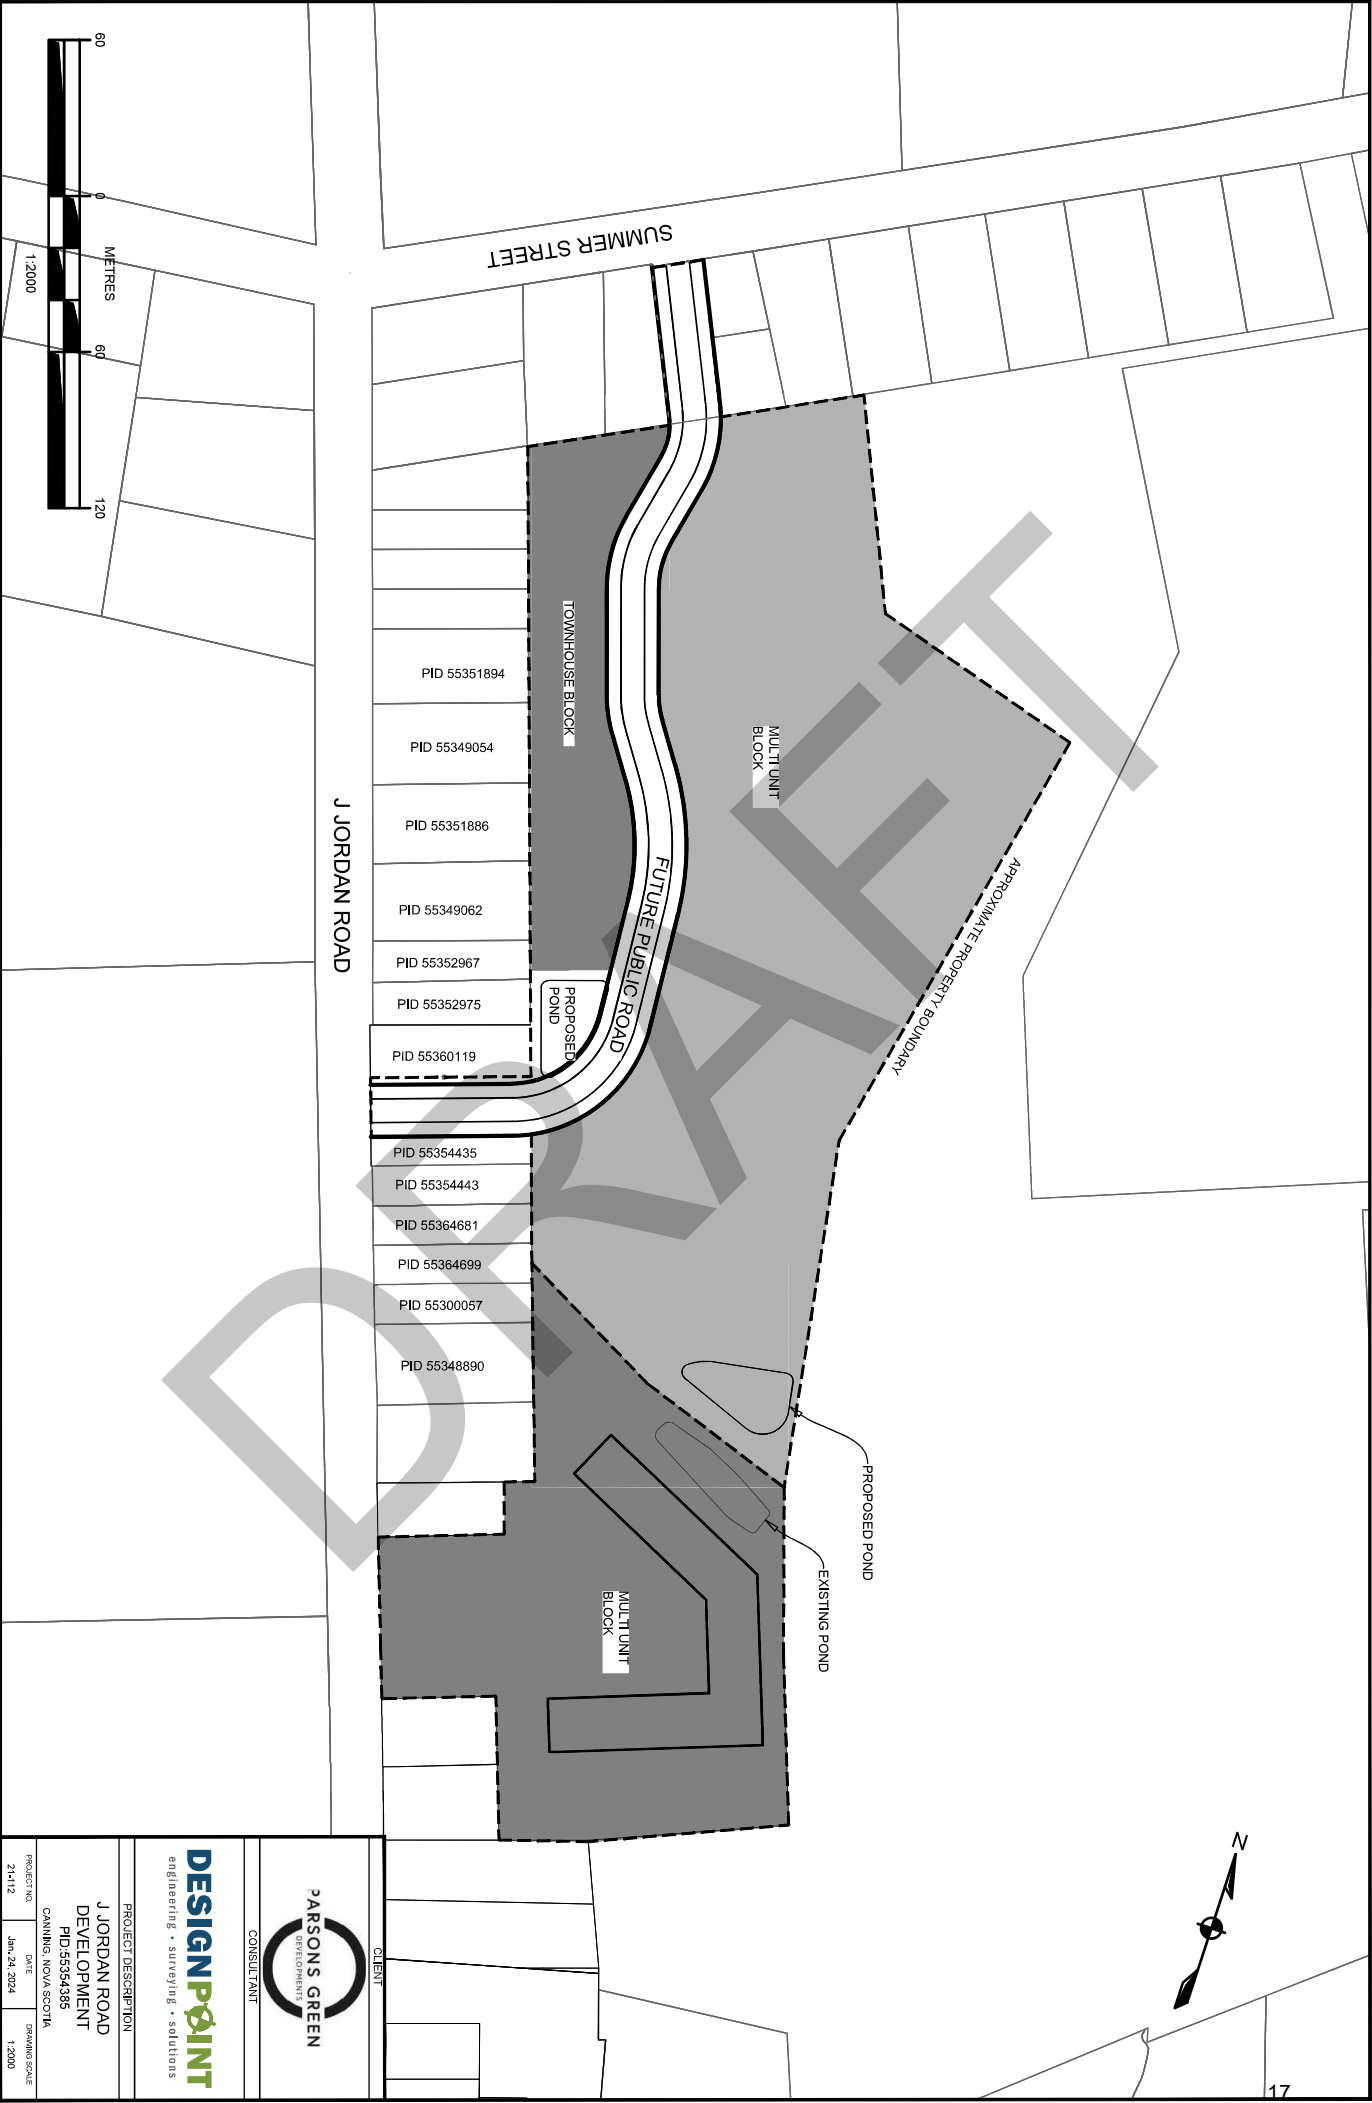 60
0
60
120
METRES
1:2000
SUMMER STREET
J JORDAN ROAD
TOWNHOUSE BLOCK
MULTI UNIT
BLOCK
FUTURE PUBLIC ROAD
APPROXIMATE PROPERTY BOUNDARY
PROPOSED
POND
PID 55351894
PID 55349054
PID 55351886
PID 55349062
PID 55352967
PID 55352975
PID 55360119
PID 55354435
PID 55354443
PID 55364681
PID 55364699
PID 55300057
PID 55348890
PROPOSED POND
EXISTING POND
MULTI UNIT
BLOCK
DRAFT
N
CLIENT
PARSONS GREEN
DEVELOPMENTS
CONSULTANT
DESIGNPOINT
engineering • surveying • solutions
PROJECT DESCRIPTION
J JORDAN ROAD
DEVELOPMENT
PID:55354385
CANNING, NOVA SCOTIA
PROJECT NO.
21-112
DATE
Jan. 24, 2024
DRAWING SCALE
1:2000
17